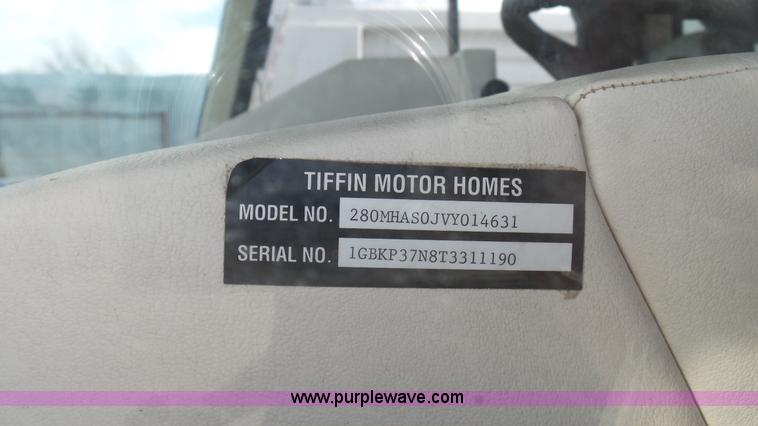 TIFFIN MOTOR HOMES
MODEL NO. 280MHAS0JVY014631
SERIAL NO. 1GBKP37N8T3311190
www.purplewave.com